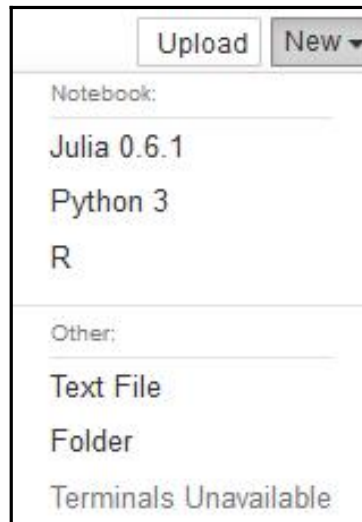 Upload New
Notebook:
Julia 0.6.1
Python 3
R
Other:
Text File
Folder
Terminals Unavailable